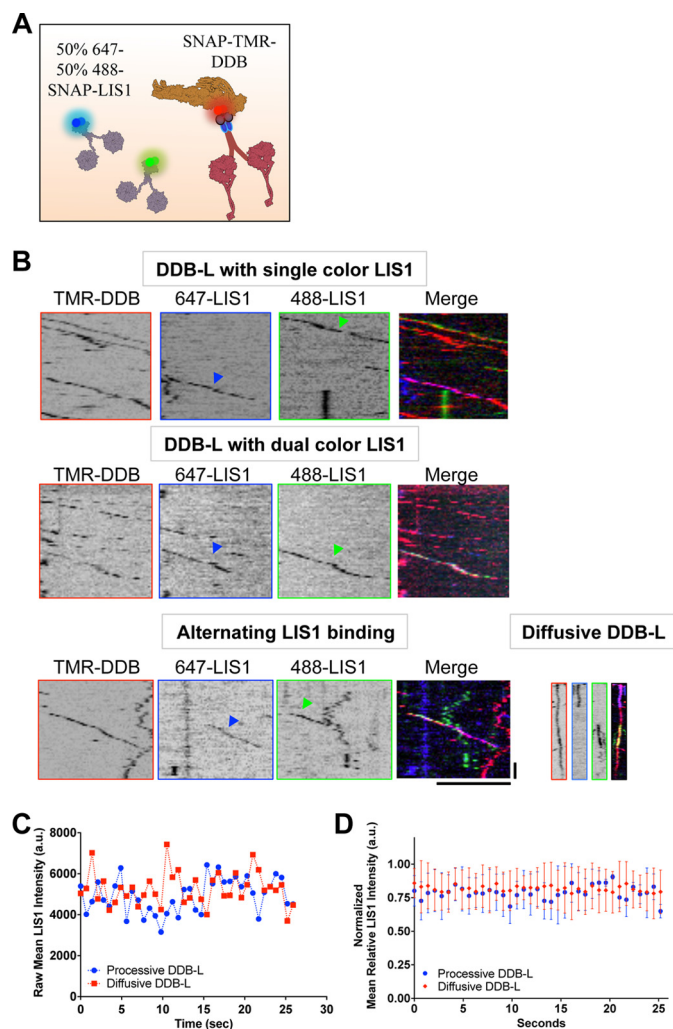 A
50% 647-
50% 488-
SNAP-LIS1
SNAP-TMR-
DDB
B
DDB-L with single color LIS1
TMR-DDB 647-LIS1 488-LIS1 Merge
DDB-L with dual color LIS1
TMR-DDB 647-LIS1 488-LIS1 Merge
Alternating LIS1 binding Diffusive DDB-L
TMR-DDB 647-LIS1 488-LIS1 Merge
C
Raw Mean LIS1 Intensity (a.u.)
8000
6000
4000
2000
0
0 5 10 15 20 25 30
Time (sec)
Processive DDB-L
Diffusive DDB-L
D
Normalized
Mean Relative LIS1 Intensity (a.u.)
1.00
0.75
0.50
0.25
0
0 5 10 15 20 25
Seconds
Processive DDB-L
Diffusive DDB-L